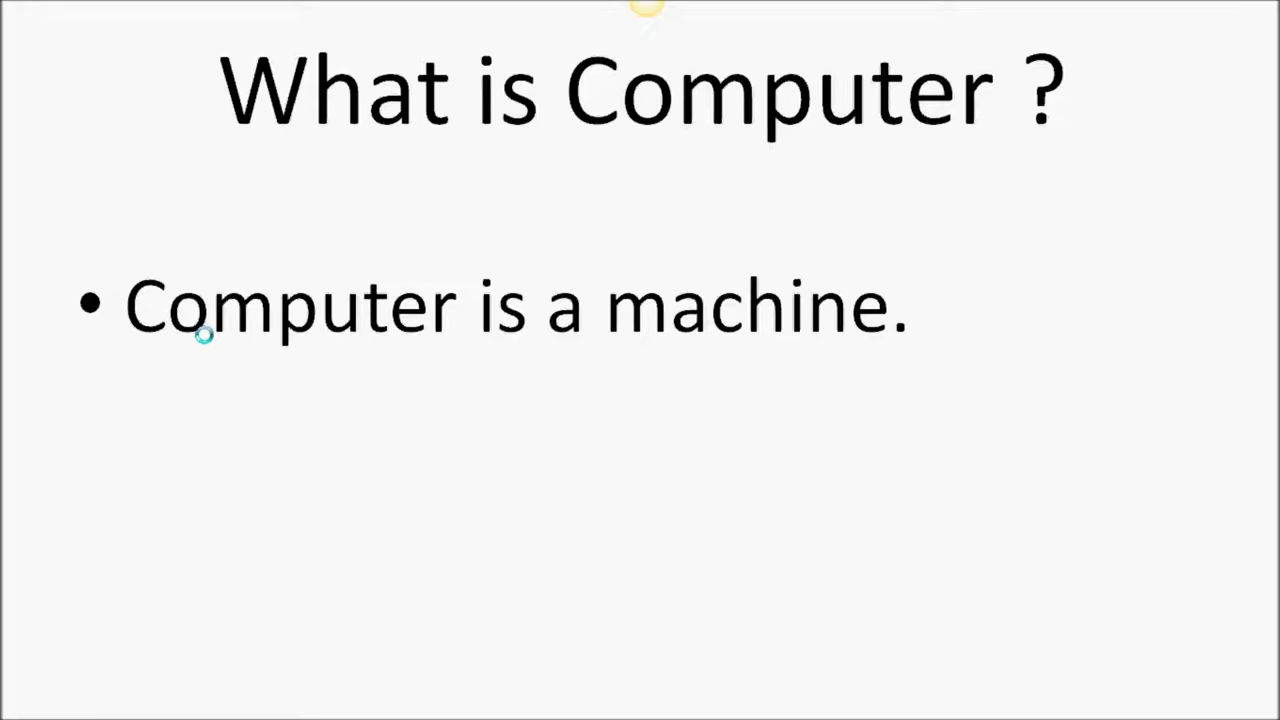 What is Computer ?
• Computer is a machine.